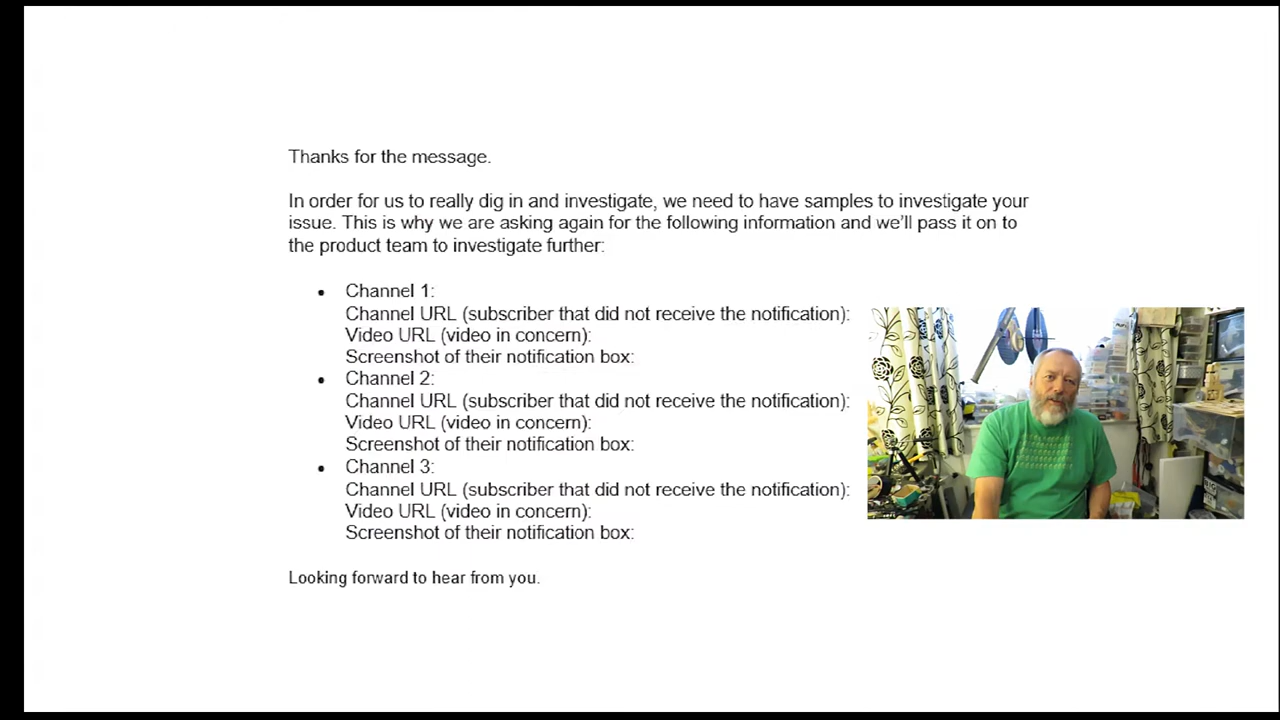 Thanks for the message.
In order for us to really dig in and investigate, we need to have samples to investigate your
issue. This is why we are asking again for the following information and we'll pass it on to
the product team to investigate further:
• Channel 1:
Channel URL (subscriber that did not receive the notification):
Video URL (video in concern):
Screenshot of their notification box:
• Channel 2:
Channel URL (subscriber that did not receive the notification):
Video URL (video in concern):
Screenshot of their notification box:
• Channel 3:
Channel URL (subscriber that did not receive the notification):
Video URL (video in concern):
Screenshot of their notification box:
Looking forward to hear from you.